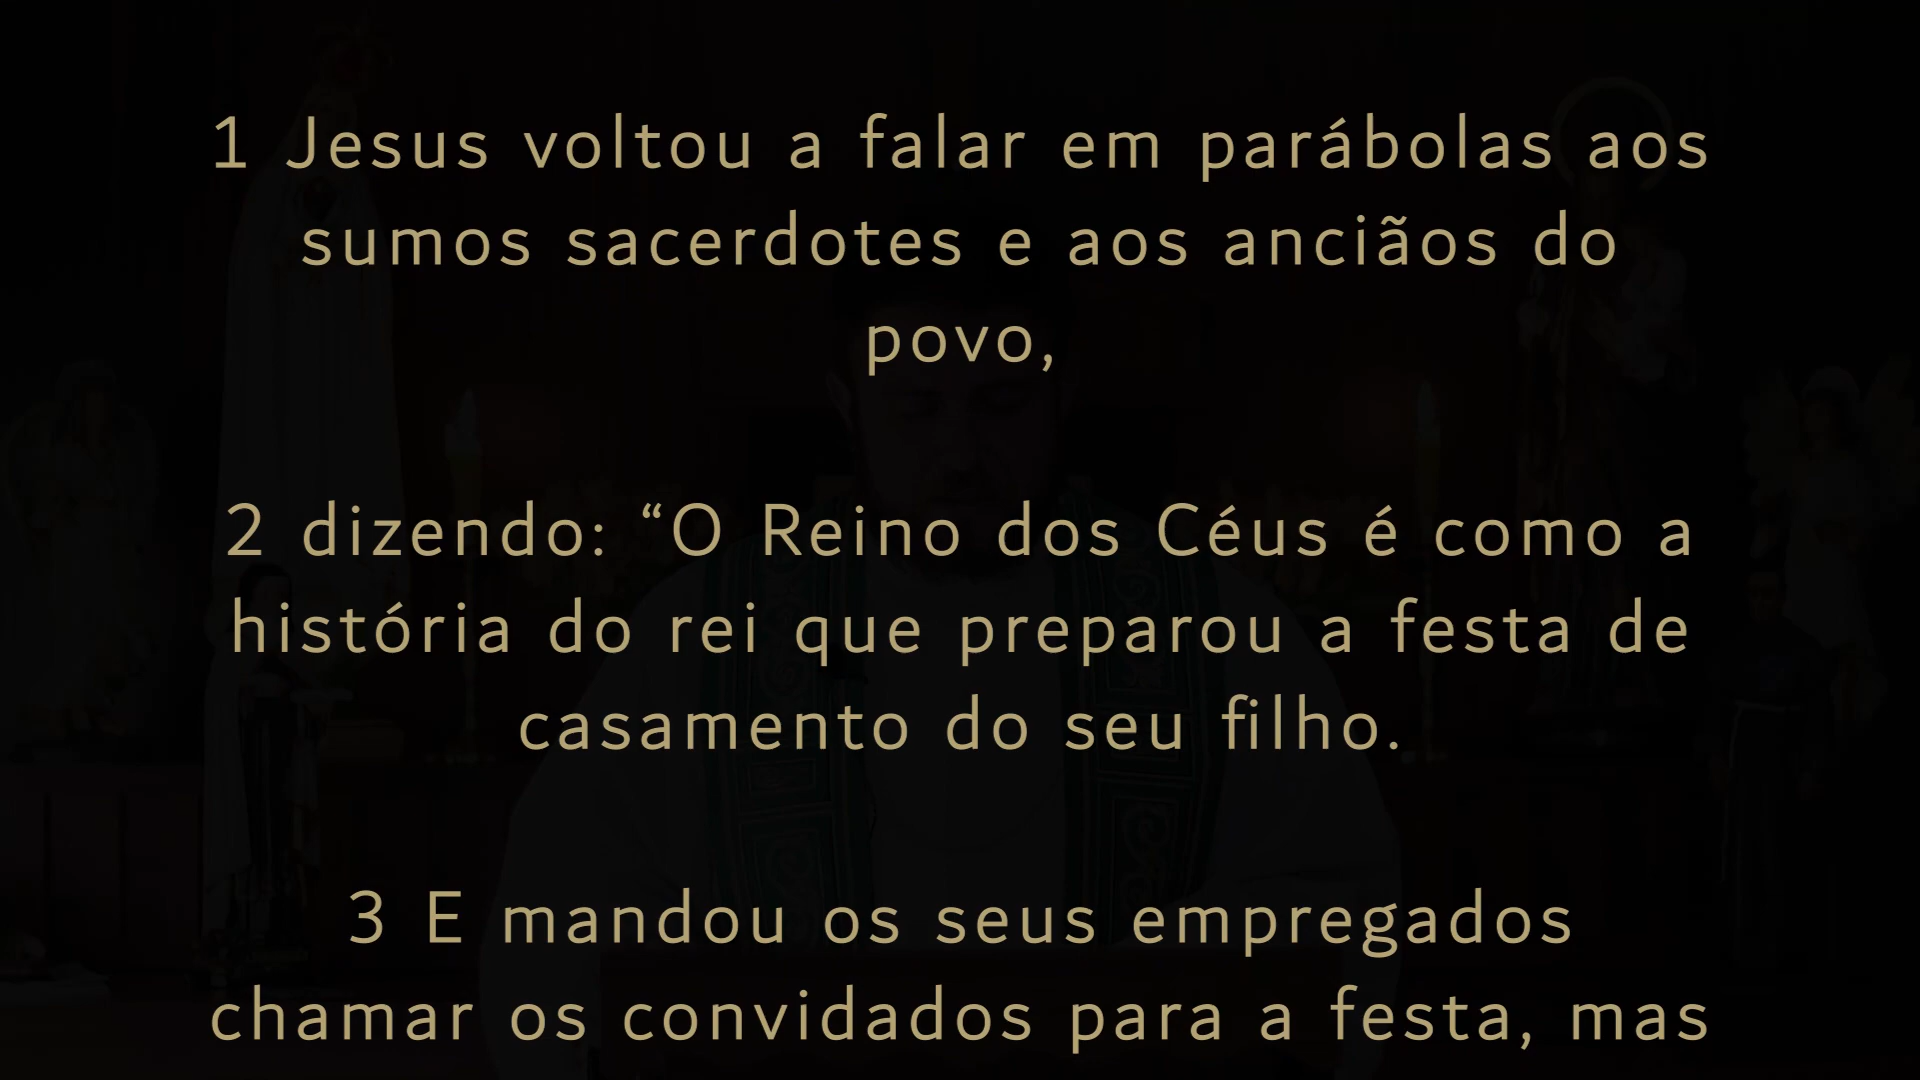 1 Jesus voltou a falar em parábolas aos
sumos sacerdotes e aos anciãos do
povo,
2 dizendo: “O Reino dos Céus é como a
história do rei que preparou a festa de
casamento do seu filho.
3 E mandou os seus empregados
chamar os convidados para a festa, mas